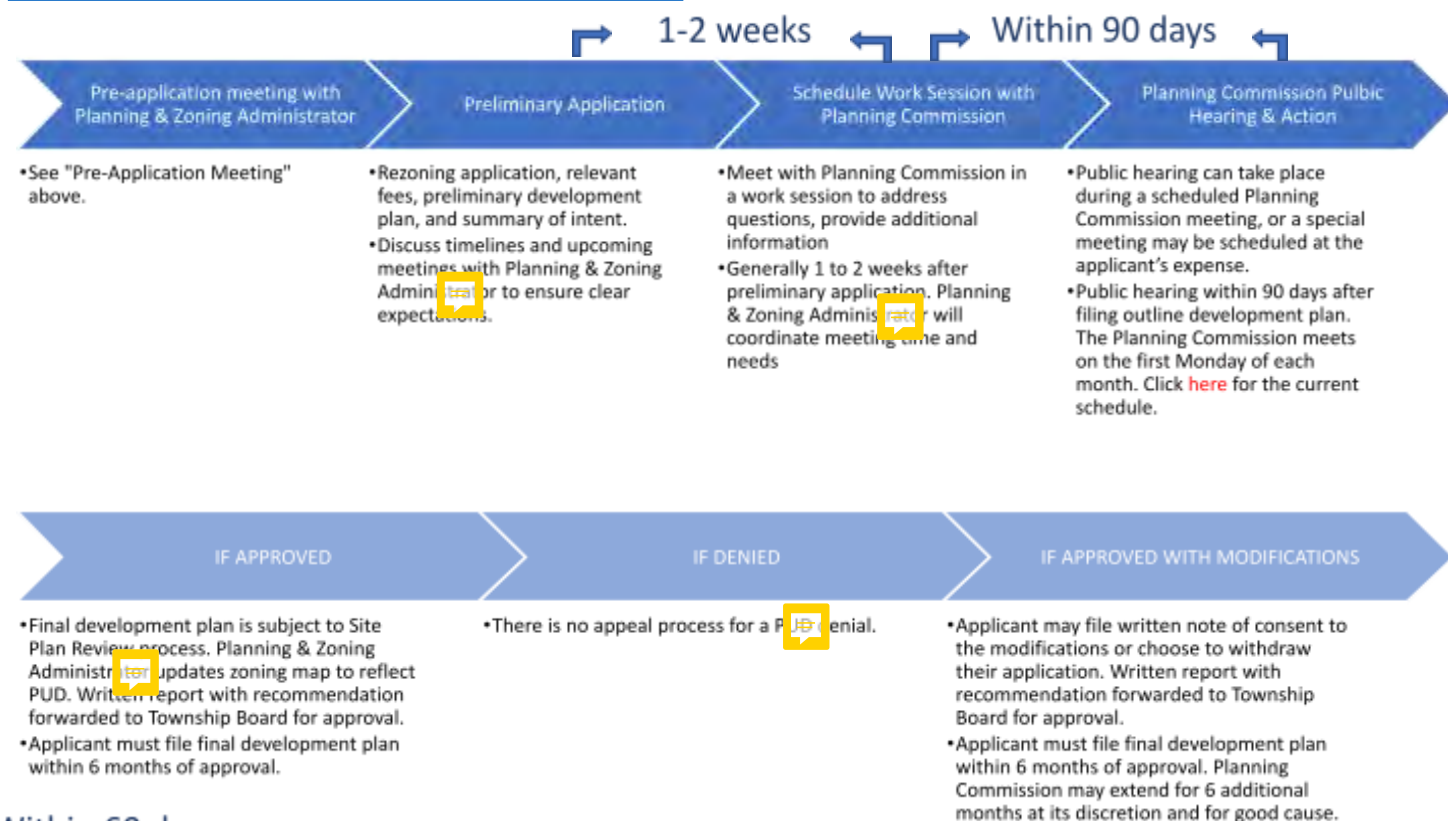 1-2 weeks
Within 90 days
Pre-application meeting with
Planning & Zoning Administrator
Preliminary Application
Schedule Work Session with
Planning Commission
Planning Commission Pulbic
Hearing & Action
•See "Pre-Application Meeting"
above.
•Rezoning application, relevant
fees, preliminary development
plan, and summary of intent.
•Discuss timelines and upcoming
meetings with Planning & Zoning
Administrator to ensure clear
expectations.
•Meet with Planning Commission in
a work session to address
questions, provide additional
information
•Generally 1 to 2 weeks after
preliminary application. Planning
& Zoning Administrator will
coordinate meeting time and
needs
•Public hearing can take place
during a scheduled Planning
Commission meeting, or a special
meeting may be scheduled at the
applicant's expense.
•Public hearing within 90 days after
filing outline development plan.
The Planning Commission meets
on the first Monday of each
month. Click here for the current
schedule.
IF APPROVED
IF DENIED
IF APPROVED WITH MODIFICATIONS
•Final development plan is subject to Site
Plan Review process. Planning & Zoning
Administrator updates zoning map to reflect
PUD. Written report with recommendation
forwarded to Township Board for approval.
•Applicant must file final development plan
within 6 months of approval.
•There is no appeal process for a PUD denial.
•Applicant may file written note of consent to
the modifications or choose to withdraw
their application. Written report with
recommendation forwarded to Township
Board for approval.
•Applicant must file final development plan
within 6 months of approval. Planning
Commission may extend for 6 additional
months at its discretion and for good cause.